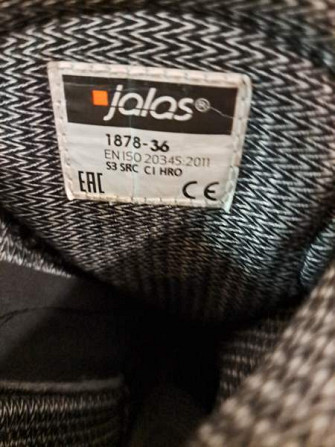 jalas®
1878-36
EN ISO 20345:2011
S3 SRC CI HRO
EAC CE